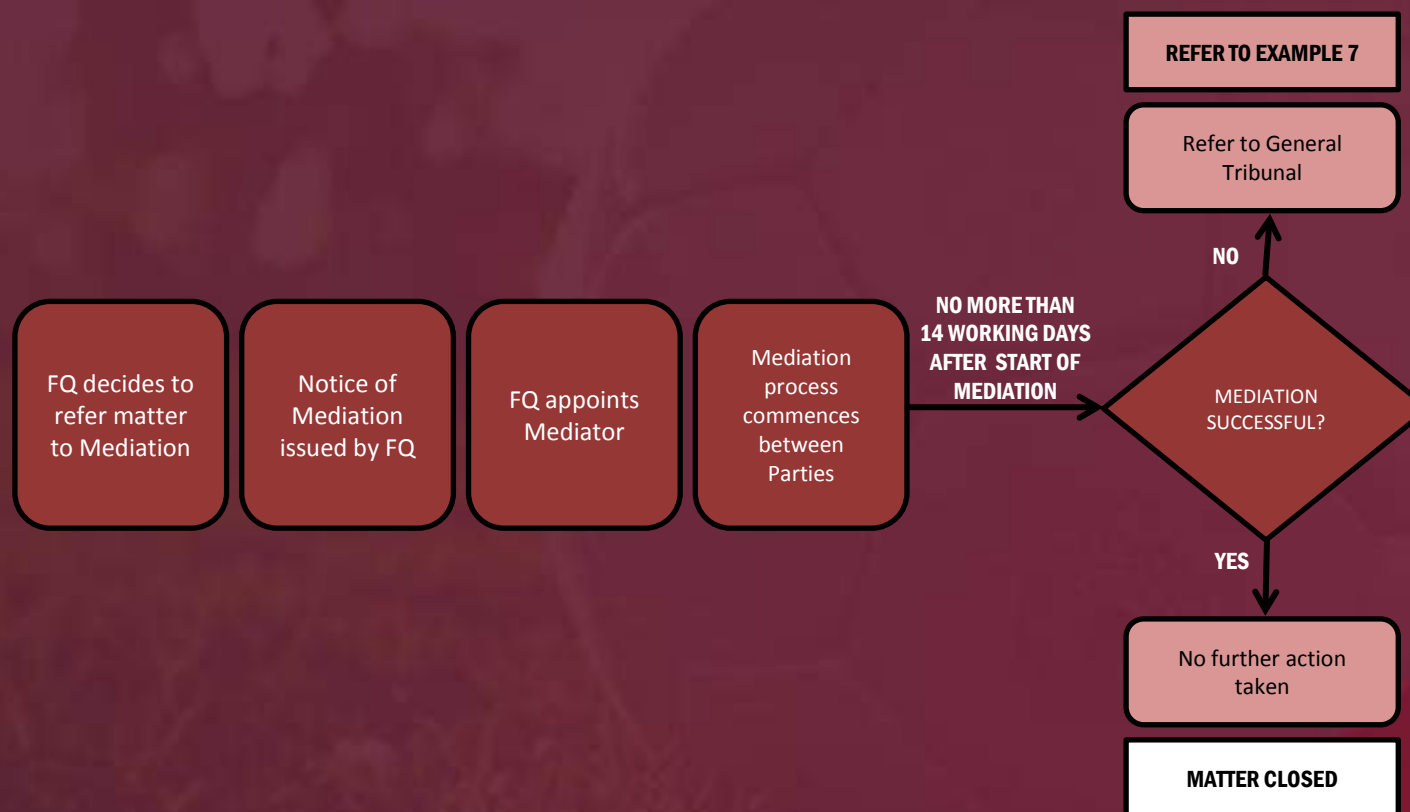 FQ decides to
refer matter
to Mediation
Notice of
Mediation
issued by FQ
FQ appoints
Mediator
Mediation
process
commences
between
Parties
NO MORE THAN
14 WORKING DAYS
AFTER START OF
MEDIATION
MEDIATION
SUCCESSFUL?
NO
Refer to General
Tribunal
REFER TO EXAMPLE 7
YES
No further action
taken
MATTER CLOSED